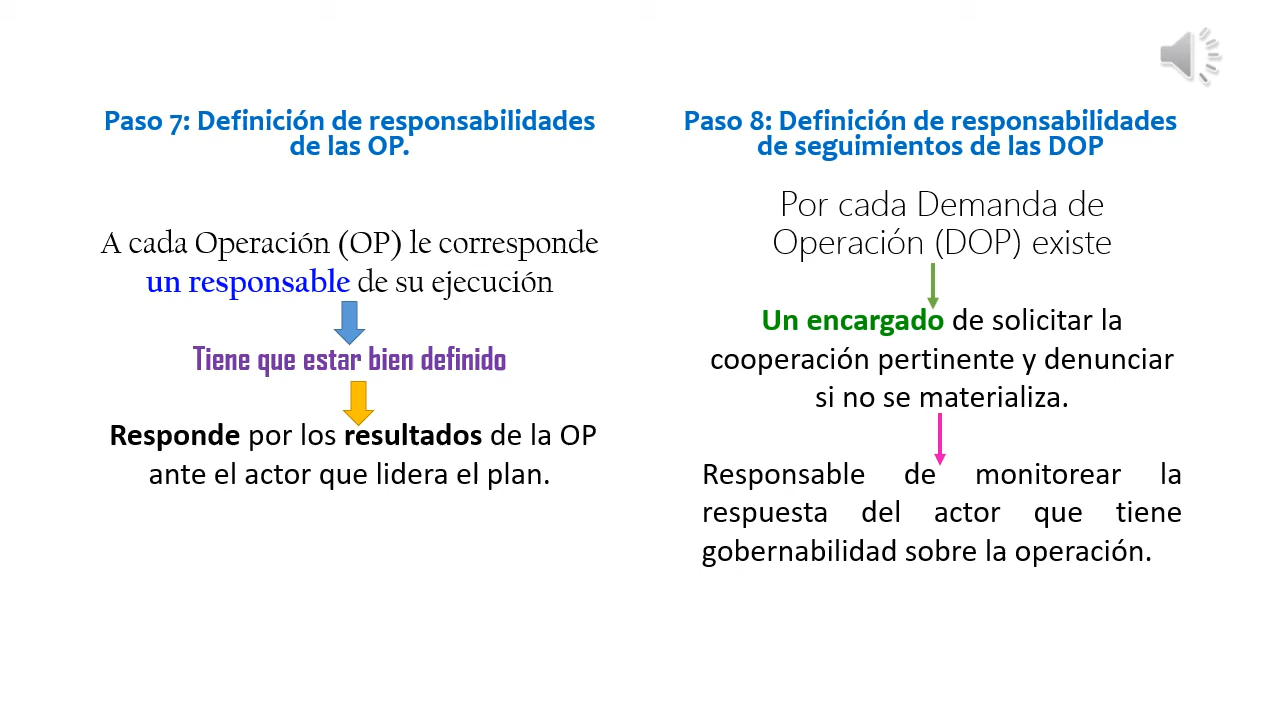 Paso 7: Definición de responsabilidades
de las OP.
A cada Operación (OP) le corresponde
un responsable de su ejecución
Tiene que estar bien definido
Responde por los resultados de la OP
ante el actor que lidera el plan.
Paso 8: Definición de responsabilidades
de seguimientos de las DOP
Por cada Demanda de
Operación (DOP) existe
Un encargado de solicitar la
cooperación pertinente y denunciar
si no se materializa.
Responsable de monitorear la
respuesta del actor que tiene
gobernabilidad sobre la operación.